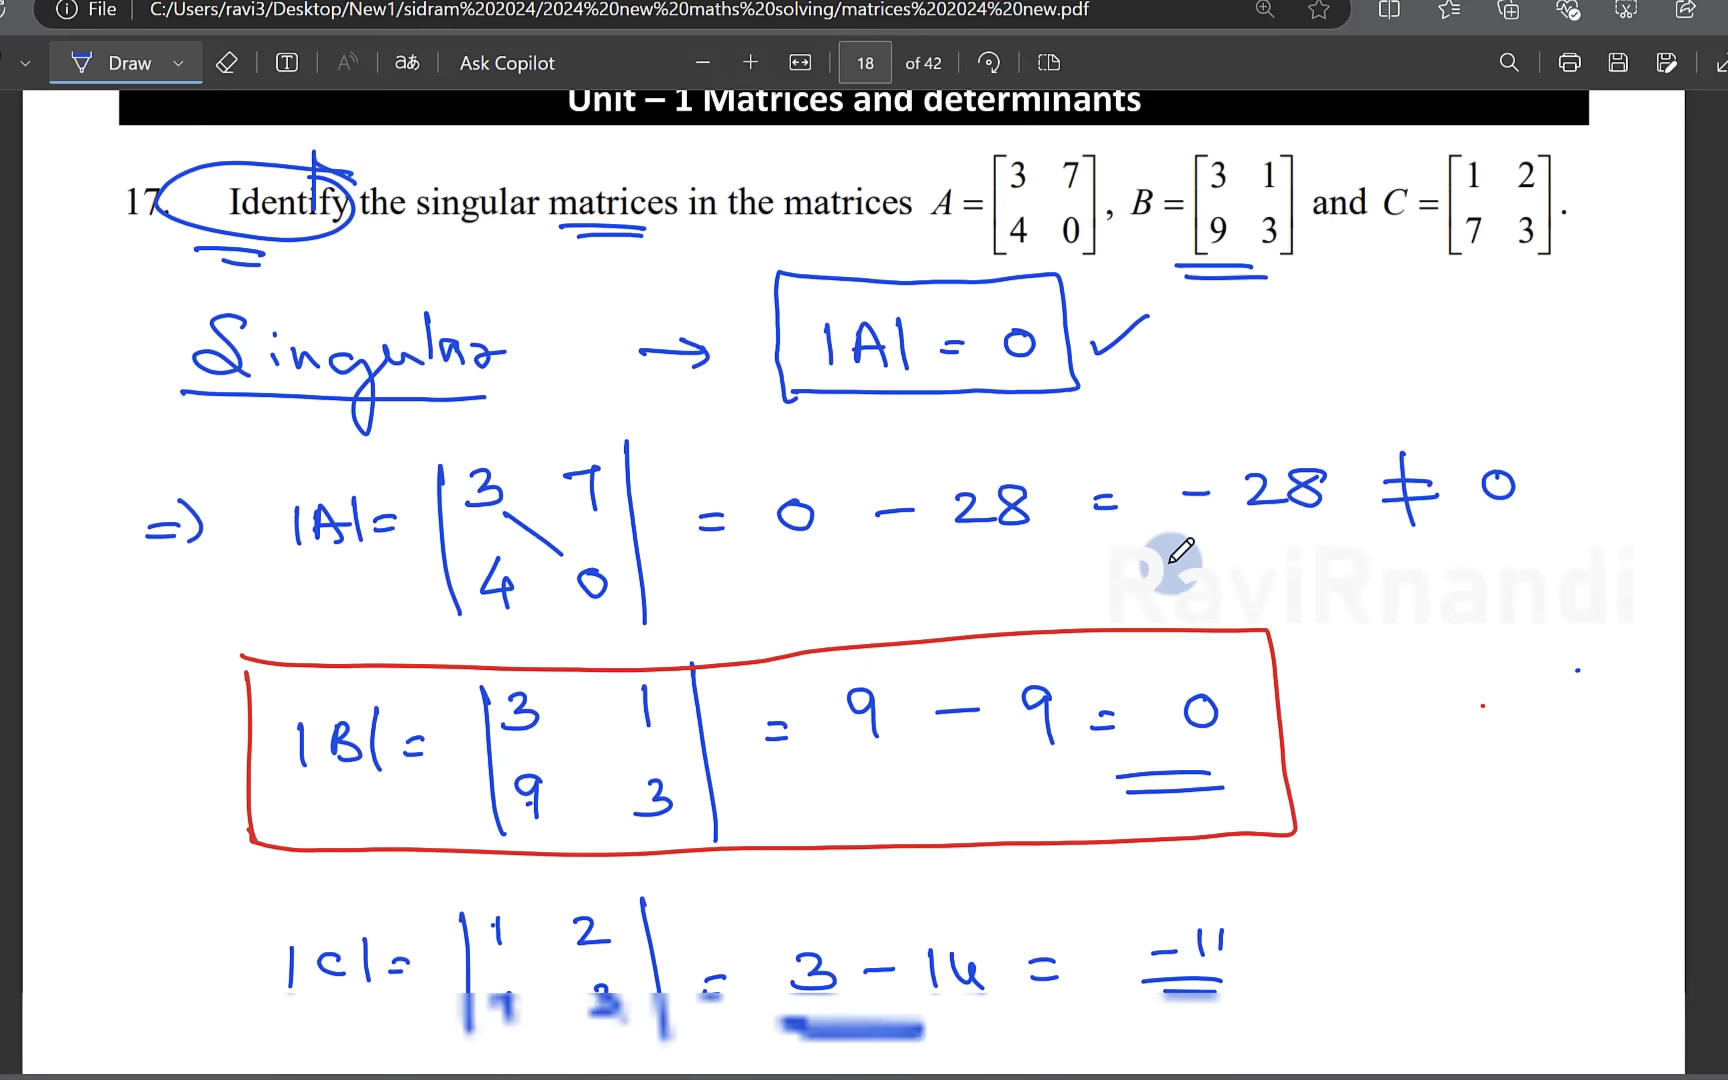 File | C:/Users/ravi3/Desktop/New1/sidram%202024/2024%20new%20maths%20solving/matrices%202024%20new.pdf
Draw | T A aあ | Ask Copilot 18 of 42
Unit – 1 Matrices and determinants
17. Identify the singular matrices in the matrices A = [3 7; 4 0], B = [3 1; 9 3] and C = [1 2; 7 3].
Singular → |A| = 0 ✓
⇒ |A| = |3 7; 4 0| = 0 – 28 = – 28 ≠ 0
RaviRnandi
|B| = |3 1; 9 3| = 9 – 9 = 0
|C| = |1 2; 7 3| = 3 – 14 = –11